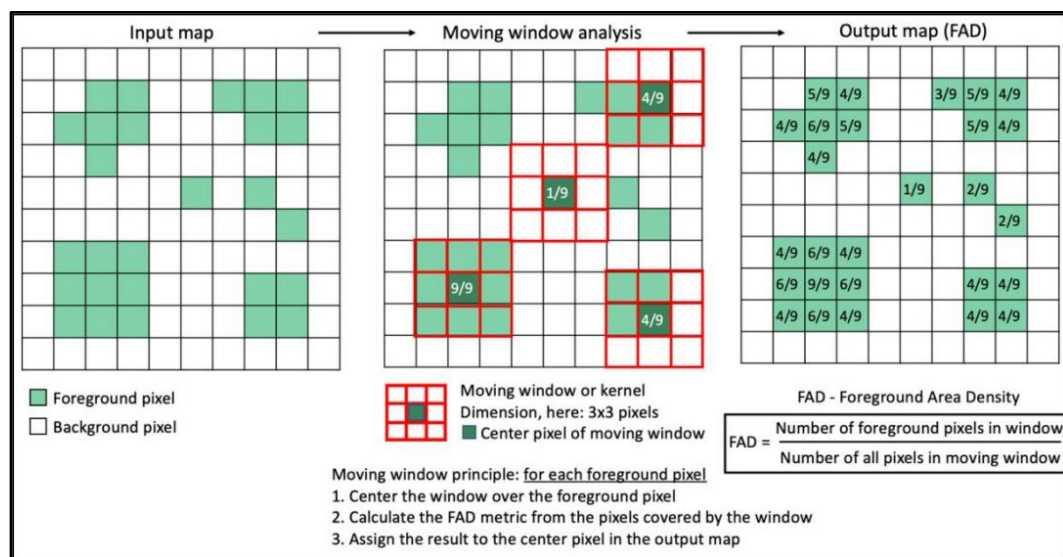 Input map
Moving window analysis
Output map (FAD)
4/9
1/9
9/9
4/9
5/9 4/9 3/9 5/9 4/9
4/9 6/9 5/9 5/9 4/9
4/9
1/9 2/9
2/9
4/9 6/9 4/9
6/9 9/9 6/9 4/9 4/9
4/9 6/9 4/9 4/9 4/9
Foreground pixel
Background pixel
Moving window or kernel
Dimension, here: 3x3 pixels
Center pixel of moving window
FAD - Foreground Area Density
FAD = Number of foreground pixels in window
Number of all pixels in moving window
Moving window principle: for each foreground pixel
1. Center the window over the foreground pixel
2. Calculate the FAD metric from the pixels covered by the window
3. Assign the result to the center pixel in the output map